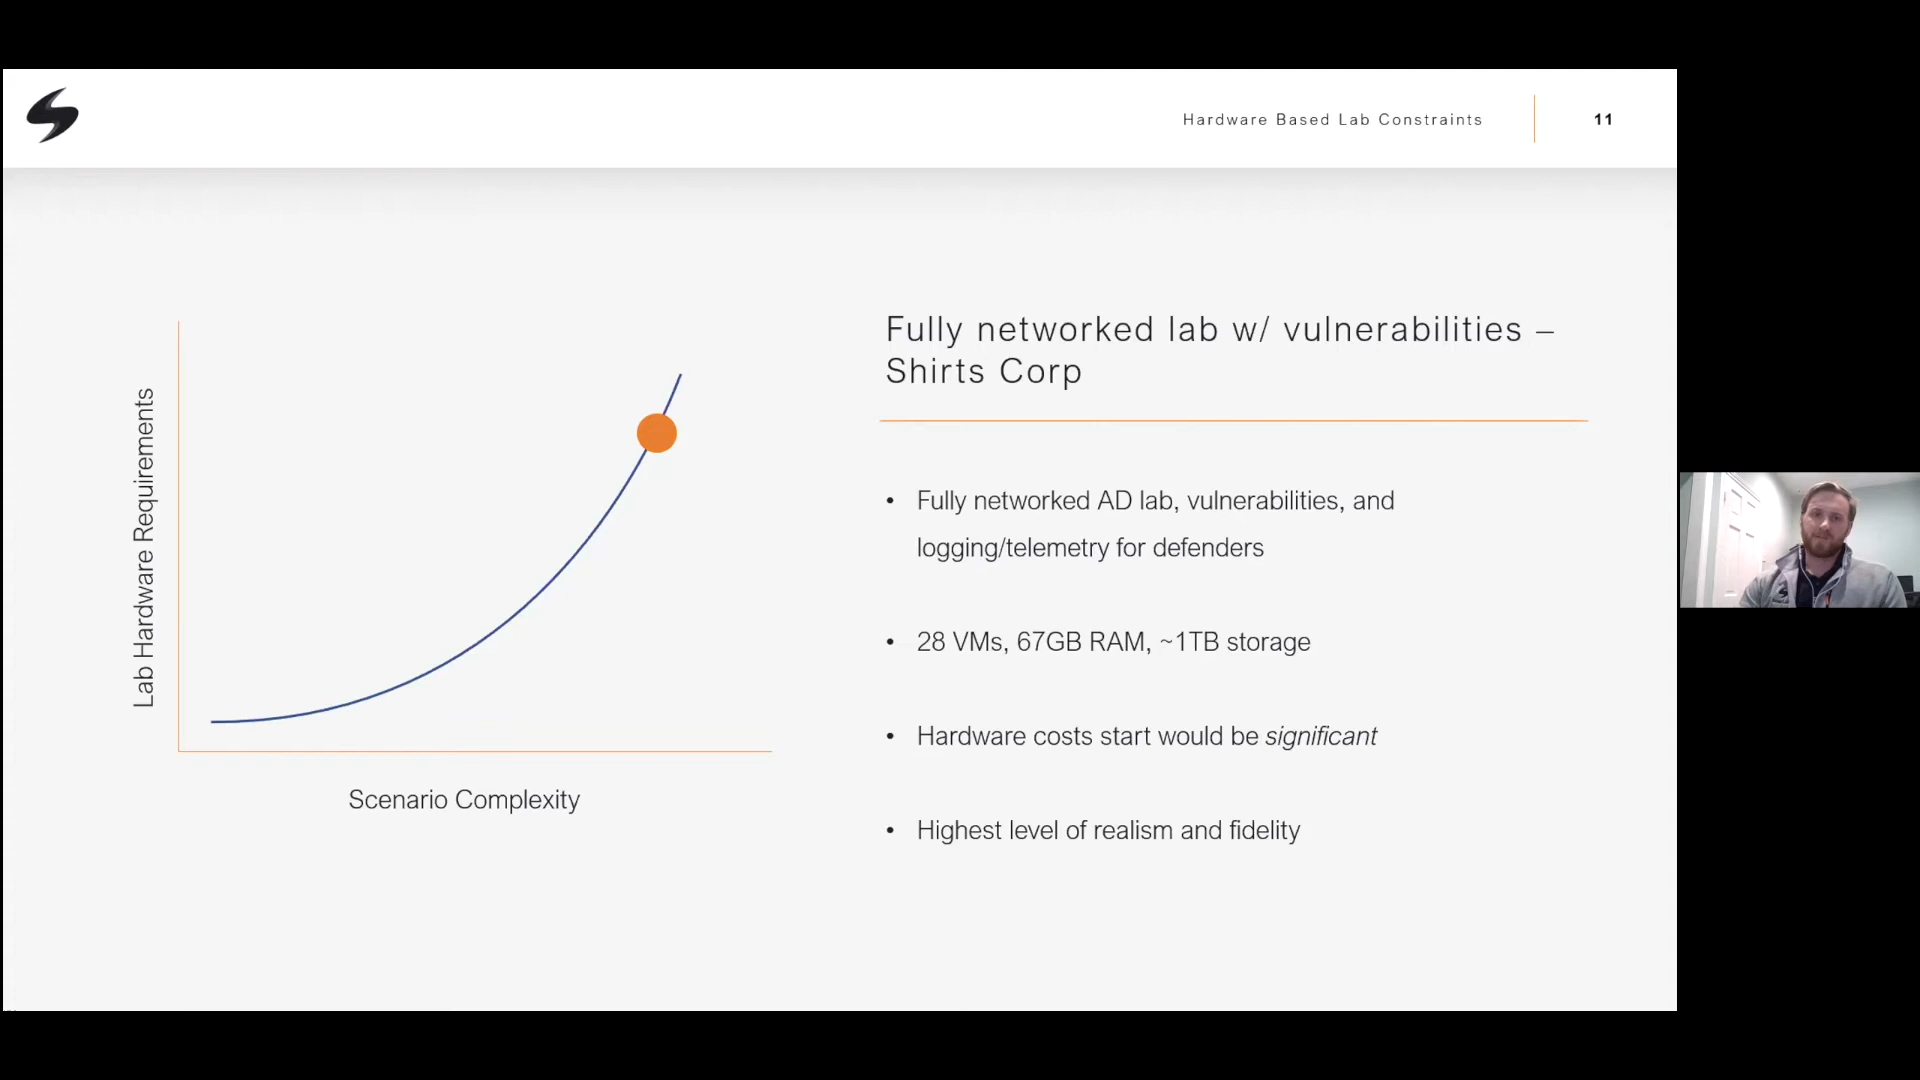 Hardware Based Lab Constraints
11
Fully networked lab w/ vulnerabilities –
Shirts Corp
• Fully networked AD lab, vulnerabilities, and
logging/telemetry for defenders
• 28 VMs, 67GB RAM, ~1TB storage
• Hardware costs start would be significant
• Highest level of realism and fidelity
Lab Hardware Requirements
Scenario Complexity